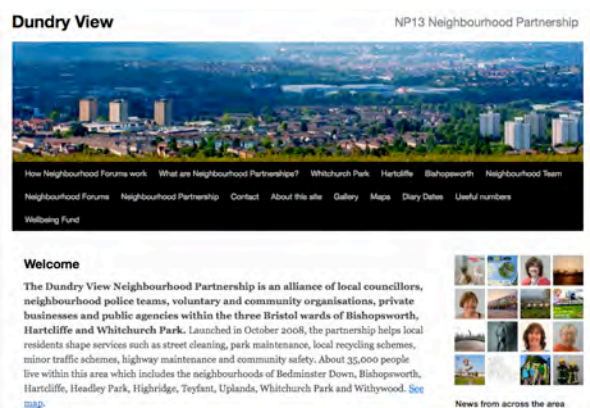 Dundry View
NP13 Neighbourhood Partnership
How Neighbourhood Forums work What are Neighbourhood Partnerships? Whitchurch Park Hartcliffe Bishopsworth Neighbourhood Team
Neighbourhood Forums Neighbourhood Partnership Contact About this site Gallery Maps Diary Dates Useful numbers
Wellbeing Fund
Welcome
The Dundry View Neighbourhood Partnership is an alliance of local councillors,
neighbourhood police teams, voluntary and community organisations, private
businesses and public agencies within the three Bristol wards of Bishopsworth,
Hartcliffe and Whitchurch Park. Launched in October 2008, the partnership helps local
residents shape services such as street cleaning, park maintenance, local recycling schemes,
minor traffic schemes, highway maintenance and community safety. About 35,000 people
live within this area which includes the neighbourhoods of Bedminster Down, Bishopsworth,
Hartcliffe, Headley Park, Highridge, Teyfant, Uplands, Whitchurch Park and Withywood. See
map.
News from across the area